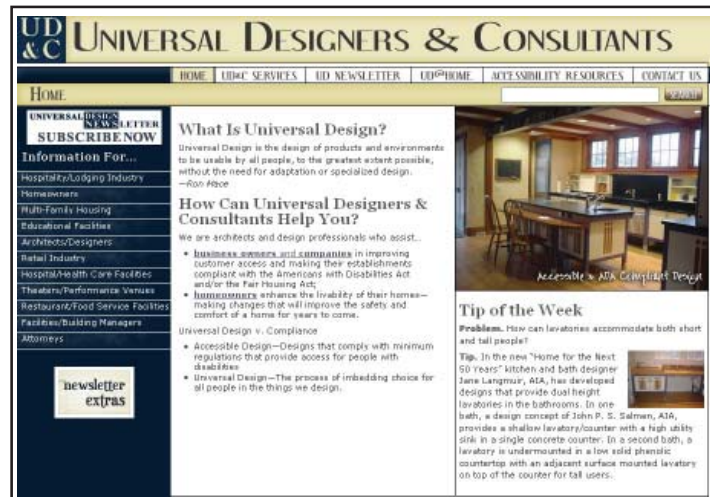 UD
&C
UNIVERSAL DESIGNERS & CONSULTANTS
HOME UD&C SERVICES UD NEWSLETTER UD@HOME ACCESSIBILITY RESOURCES CONTACT US
HOME
SEARCH
UNIVERSAL DESIGN
NEWSLETTER
SUBSCRIBE NOW
Information For...
Hospitality/Lodging Industry
Homeowners
Multi-Family Housing
Educational Facilities
Architects/Designers
Retail Industry
Hospital/Health Care Facilities
Theaters/Performance Venues
Restaurant/Food Service Facilities
Facilities/Building Managers
Attorneys
newsletter
extras
What Is Universal Design?
Universal Design is the design of products and environments
to be usable by all people, to the greatest extent possible,
without the need for adaptation or specialized design.
—Ron Mace
How Can Universal Designers &
Consultants Help You?
We are architects and design professionals who assist...
• business owners and companies in improving
customer access and making their establishments
compliant with the Americans with Disabilities Act
and/or the Fair Housing Act;
• homeowners enhance the livability of their homes—
making changes that will improve the safety and
comfort of a home for years to come.
Universal Design v. Compliance
• Accessible Design—Designs that comply with minimum
regulations that provide access for people with
disabilities
• Universal Design—The process of imbedding choice for
all people in the things we design.
Accessible & ADA Compliant Design
Tip of the Week
Problem. How can lavatories accommodate both short
and tall people?
Tip. In the new "Home for the Next
50 Years" kitchen and bath designer
Jane Langmuir, AIA, has developed
designs that provide dual height
lavatories in the bathrooms. In one
bath, a design concept of John P. S.
Salmen, AIA,
provides a shallow lavatory/counter with a high utility
sink in a single concrete counter. In a second bath, a
lavatory is undermounted in a low solid phenolic
countertop with an adjacent surface mounted lavatory
on top of the counter for tall users.